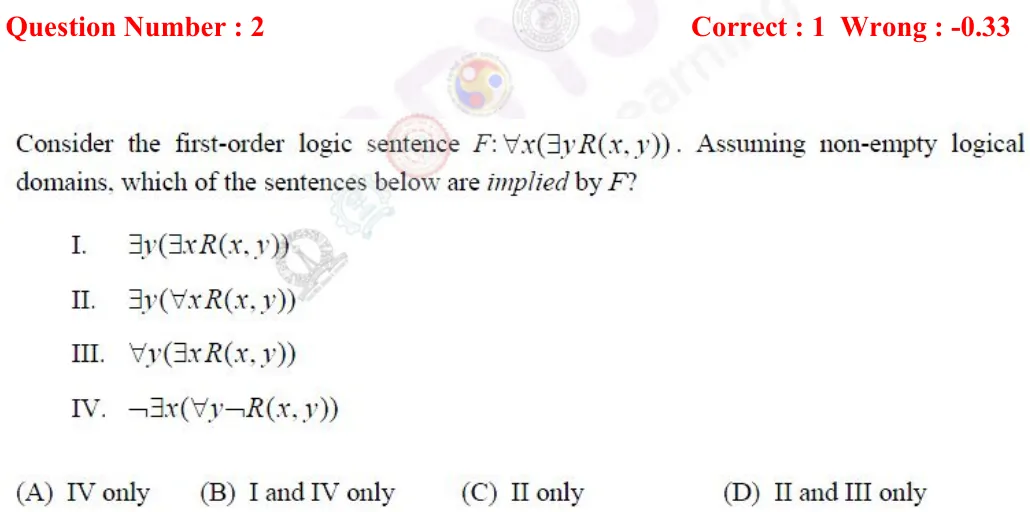 Question Number : 2 Correct : 1 Wrong : -0.33
Consider the first-order logic sentence F: ∀x(∃yR(x, y)). Assuming non-empty logical
domains, which of the sentences below are implied by F?
I. ∃y(∃xR(x, y))
II. ∃y(∀xR(x, y))
III. ∀y(∃xR(x, y))
IV. ¬∃x(∀y¬R(x, y))
(A) IV only (B) I and IV only (C) II only (D) II and III only